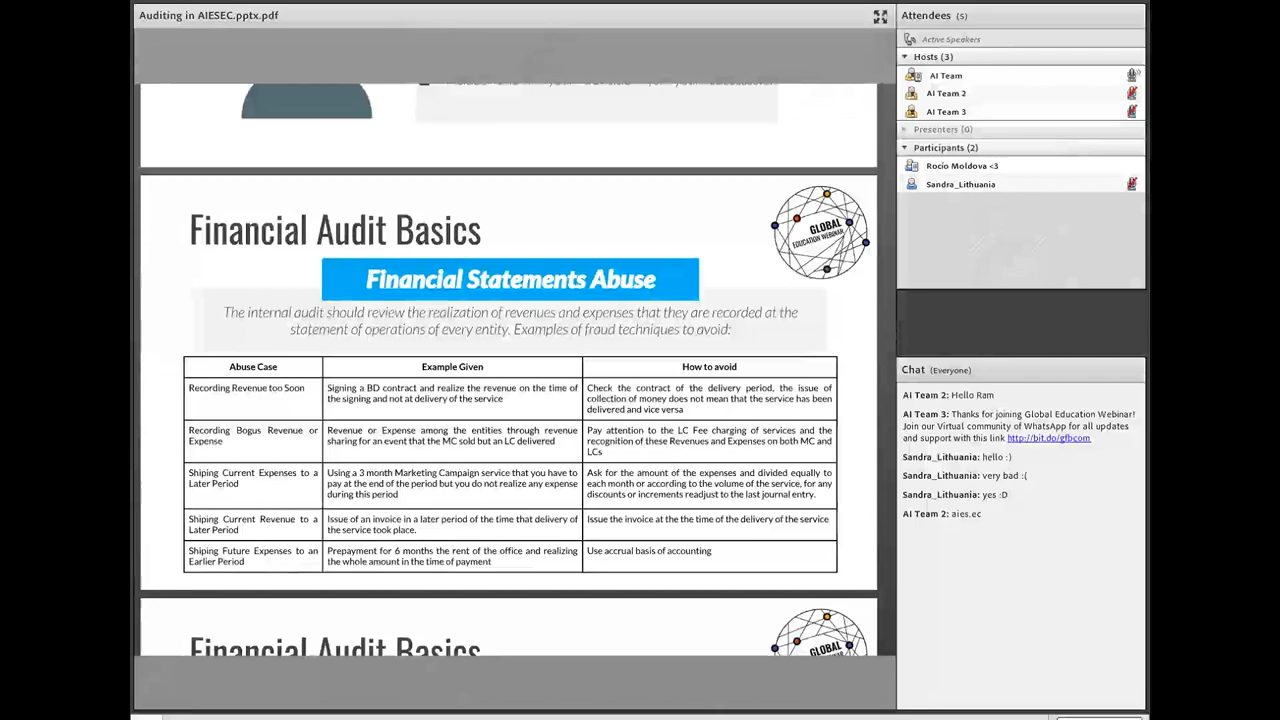 Auditing in AIESEC.pptx.pdf
Financial Audit Basics
GLOBAL
EDUCATION WEBINAR
Financial Statements Abuse
The internal audit should review the realization of revenues and expenses that they are recorded at the
statement of operations of every entity. Examples of fraud techniques to avoid:
Abuse Case
Example Given
How to avoid
Recording Revenue too Soon
Signing a BD contract and realize the revenue on the time of
the signing and not at delivery of the service
Check the contract of the delivery period, the issue of
collection of money does not mean that the service has been
delivered and vice versa
Recording Bogus Revenue or
Expense
Revenue or Expense among the entities through revenue
sharing for an event that the MC sold but an LC delivered
Pay attention to the LC Fee charging of services and the
recognition of these Revenues and Expenses on both MC and
LCs
Shiping Current Expenses to a
Later Period
Using a 3 month Marketing Campaign service that you have to
pay at the end of the period but you do not realize any expense
during this period
Ask for the amount of the expenses and divided equally to
each month or according to the volume of the service, for any
discounts or increments readjust to the last journal entry.
Shiping Current Revenue to a
Later Period
Issue of an invoice in a later period of the time that delivery of
the service took place.
Issue the invoice at the the time of the delivery of the service
Shiping Future Expenses to an
Earlier Period
Prepayment for 6 months the rent of the office and realizing
the whole amount in the time of payment
Use accrual basis of accounting
Financial Audit Basics
GLOBAL
Attendees (5)
Active Speakers
Hosts (3)
AI Team
AI Team 2
AI Team 3
Presenters (0)
Participants (2)
Rocío Moldova <3
Sandra_Lithuania
Chat (Everyone)
AI Team 2: Hello Ram
AI Team 3: Thanks for joining Global Education Webinar!
Join our Virtual community of WhatsApp for all updates
and support with this link http://bit.do/gfbcom
Sandra_Lithuania: hello :)
Sandra_Lithuania: very bad :(
Sandra_Lithuania: yes :D
AI Team 2: aies.ec